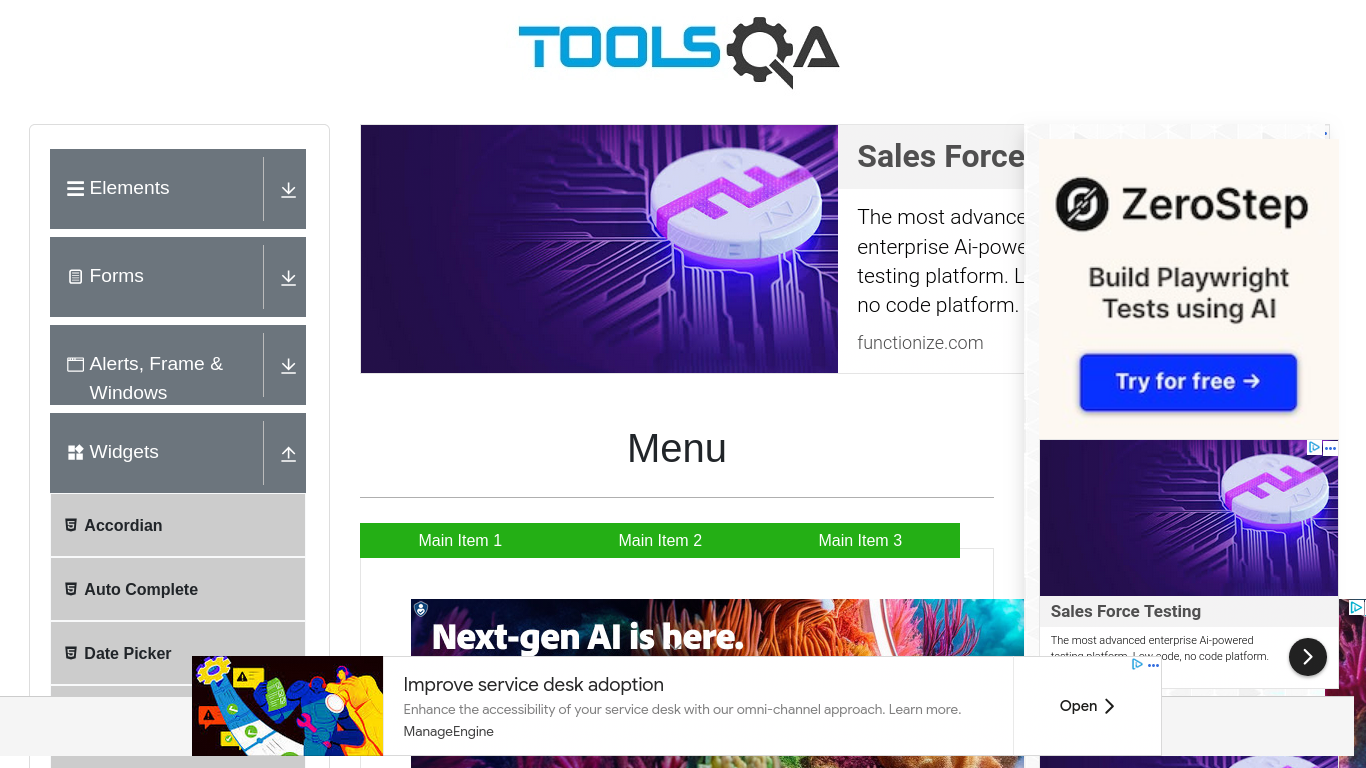 TOOLSQA
Elements
Forms
Alerts, Frame &
Windows
Widgets
Accordian
Auto Complete
Date Picker
Sales Force
The most advance
enterprise Ai-powe
testing platform. L
no code platform.
functionize.com
Menu
Main Item 1
Main Item 2
Main Item 3
Next-gen AI is here.
ZeroStep
Build Playwright
Tests using AI
Try for free →
Sales Force Testing
The most advanced enterprise Ai-powered
testing platform. Low code, no code platform.
Improve service desk adoption
Enhance the accessibility of your service desk with our omni-channel approach. Learn more.
ManageEngine
Open